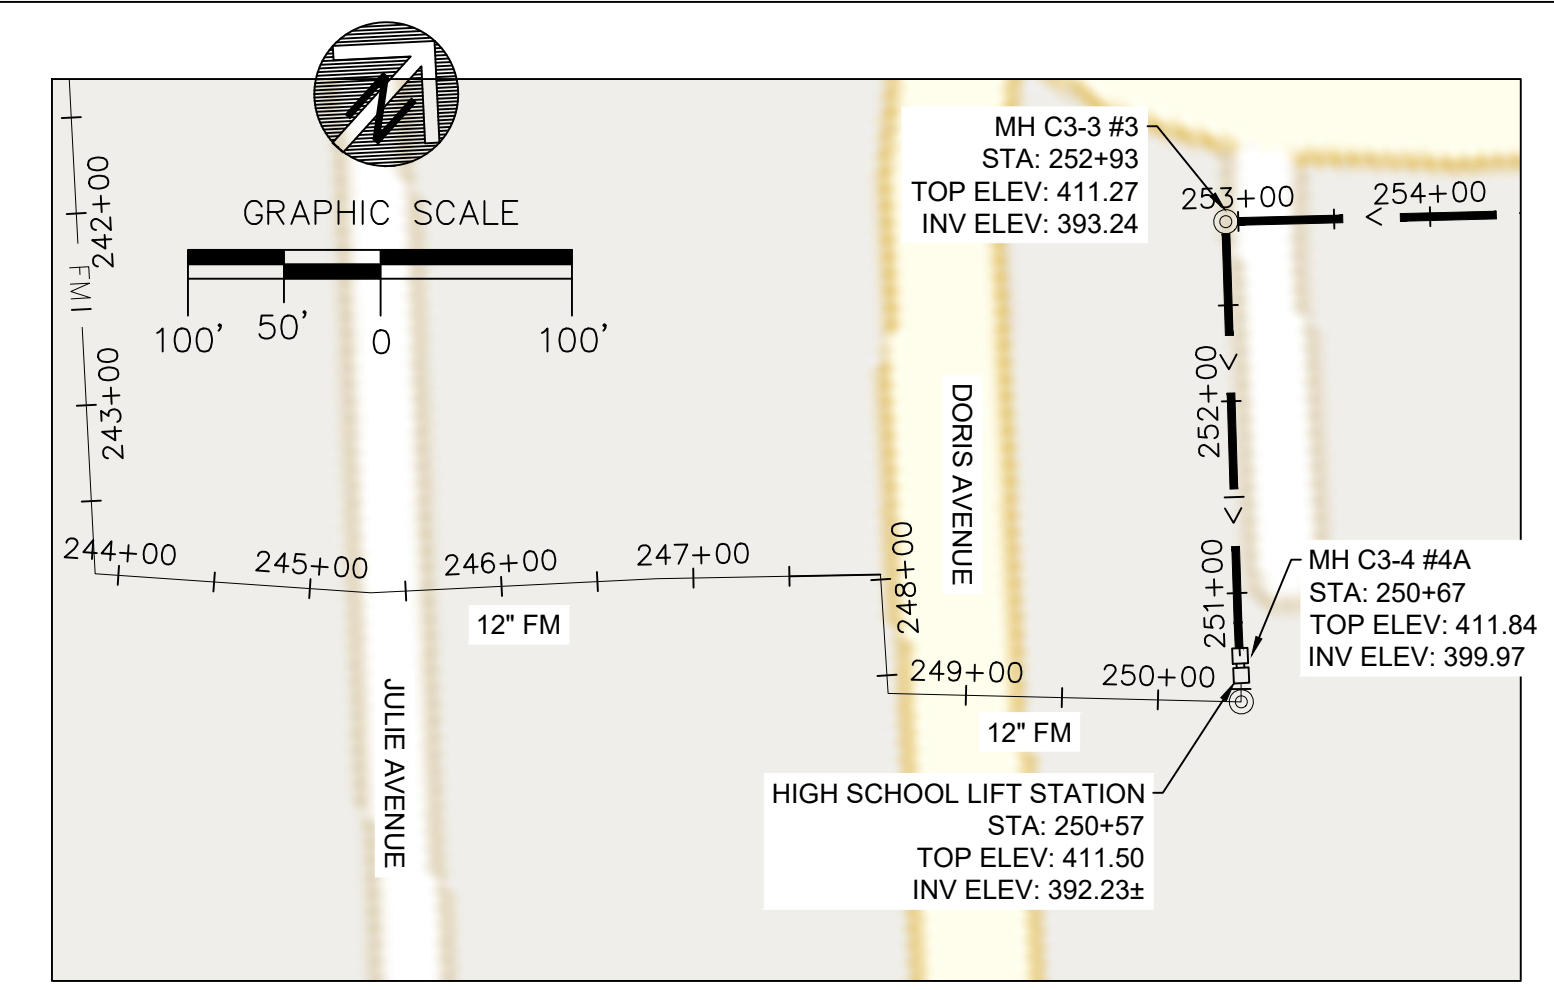 N
GRAPHIC SCALE
100' 50' 0 100'
MH C3-3 #3
STA: 252+93
TOP ELEV: 411.27
INV ELEV: 393.24
253+00
254+00
242+00
FM
243+00
244+00
245+00
246+00
247+00
12" FM
248+00
JULIE AVENUE
DORIS AVENUE
252+00
251+00
249+00
250+00
12" FM
MH C3-4 #4A
STA: 250+67
TOP ELEV: 411.84
INV ELEV: 399.97
HIGH SCHOOL LIFT STATION
STA: 250+57
TOP ELEV: 411.50
INV ELEV: 392.23±